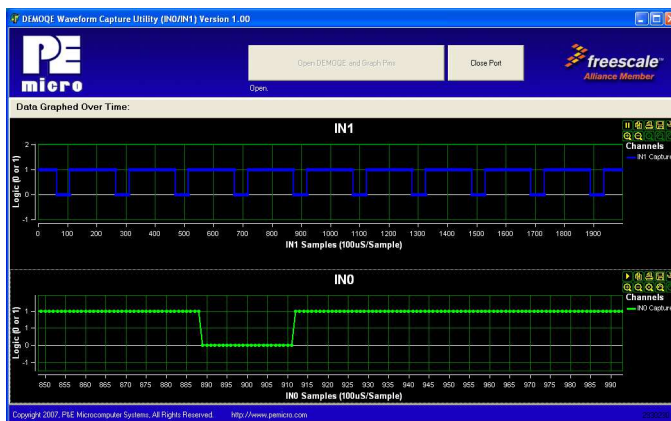 DEMOQE Waveform Capture Utility (IN0/IN1) Version 1.00
PE
micro
Open DEMOQE and Graph Pins
Close Port
freescale™
Alliance Member
Open.
Data Graphed Over Time:
IN1
Channels
IN1 Capture
Logic (0 or 1)
2
1
0
-1
0 100 200 300 400 500 600 700 800 900 1000 1100 1200 1300 1400 1500 1600 1700 1800 1900
IN1 Samples (100uS/Sample)
IN0
Channels
IN0 Capture
Logic (0 or 1)
1
1
0
-1
850 855 860 865 870 875 880 885 890 895 900 905 910 915 920 925 930 935 940 945 950 955 960 965 970 975 980 985 990
IN0 Samples (100uS/Sample)
Copyright 2007, P&E Microcomputer Systems, All Rights Reserved. http://www.pemicro.com